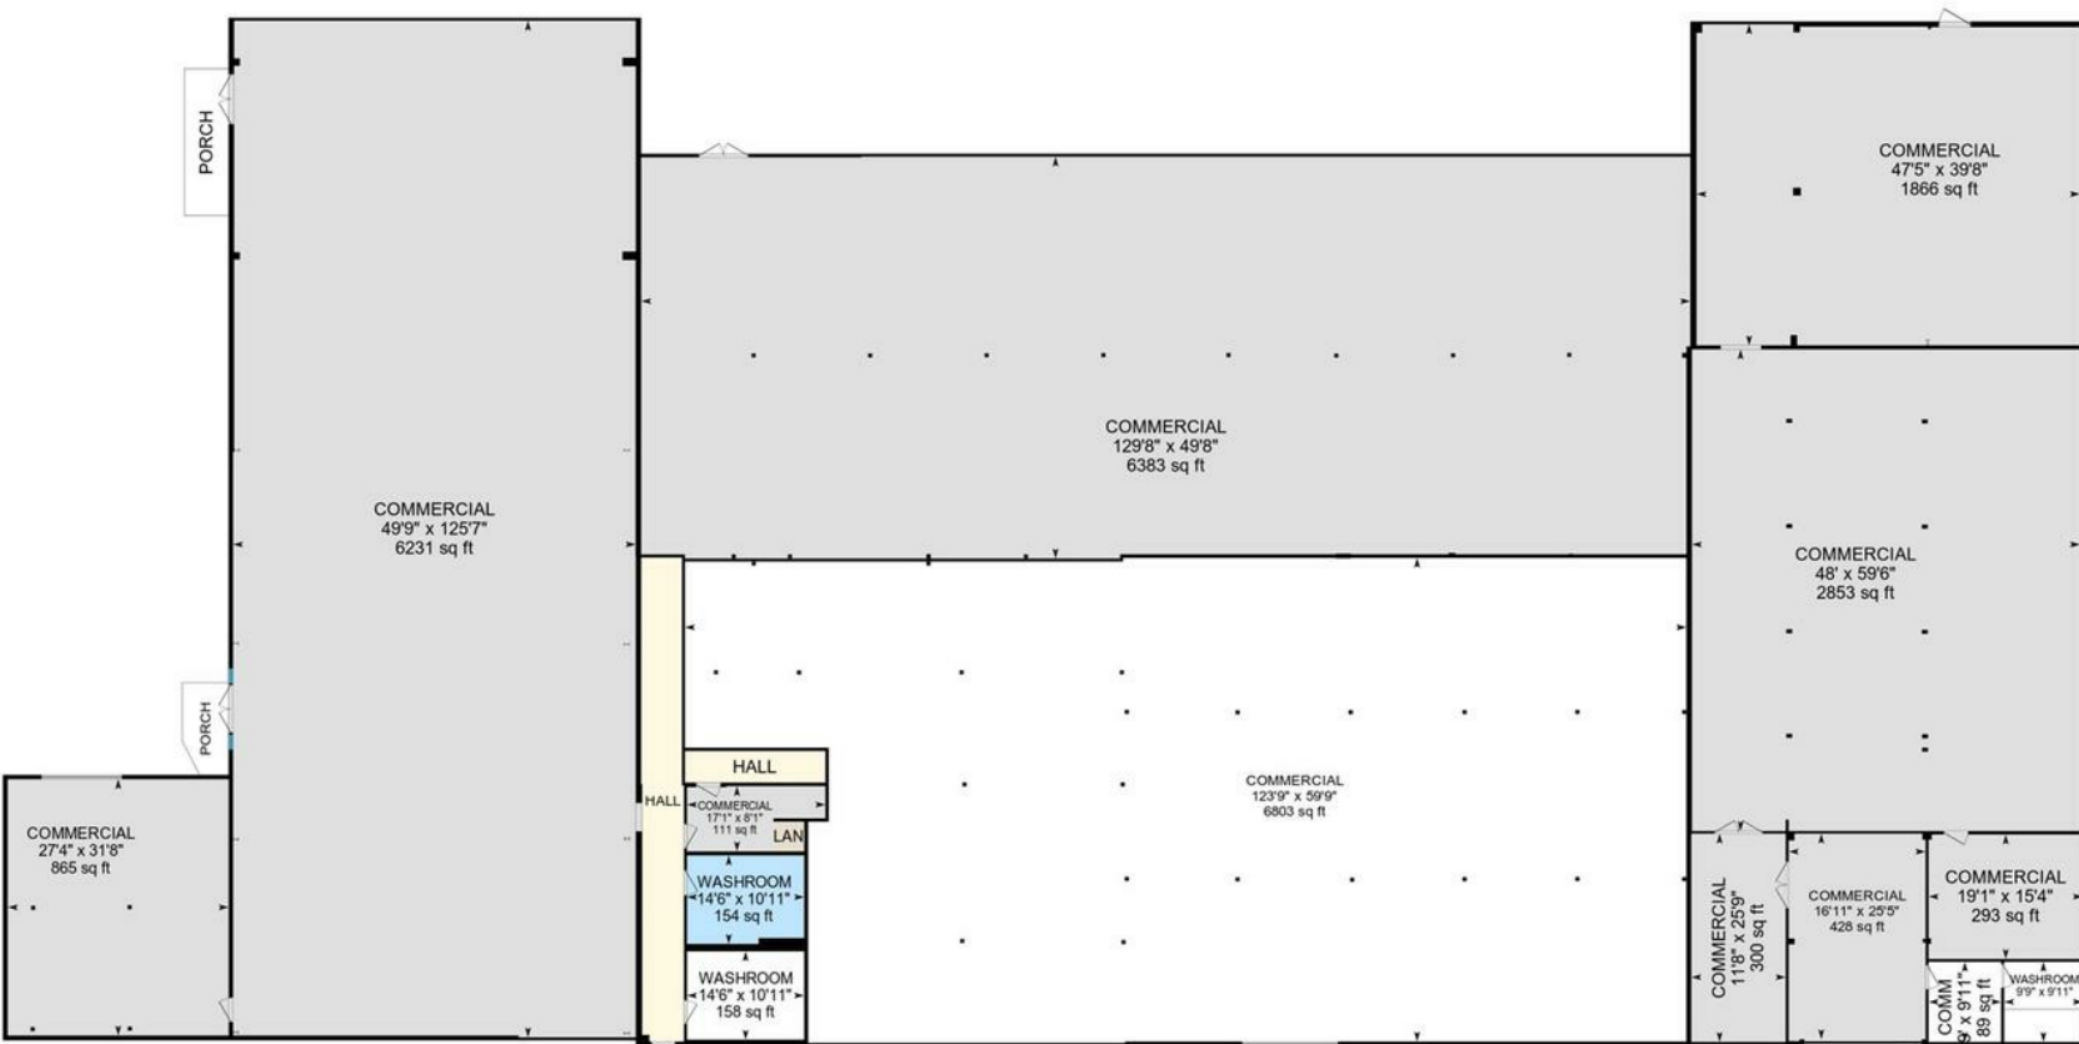 PORCH
COMMERCIAL
49'9" x 125'7"
6231 sq ft
PORCH
COMMERCIAL
27'4" x 31'8"
865 sq ft
COMMERCIAL
129'8" x 49'8"
6383 sq ft
HALL
HALL
COMMERCIAL
17'1" x 8'1"
111 sq ft
LAN
WASHROOM
14'6" x 10'11"
154 sq ft
WASHROOM
14'6" x 10'11"
158 sq ft
COMMERCIAL
123'9" x 59'9"
6803 sq ft
COMMERCIAL
47'5" x 39'8"
1866 sq ft
COMMERCIAL
48' x 59'6"
2853 sq ft
COMMERCIAL
11'8" x 25'9"
300 sq ft
COMMERCIAL
16'11" x 25'5"
428 sq ft
COMMERCIAL
19'1" x 15'4"
293 sq ft
COMM
9' x 9'11"
89 sq ft
WASHROOM
9'9" x 9'11"